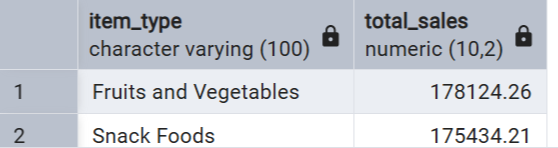 item_type total_sales
character varying (100) numeric (10,2)
1 Fruits and Vegetables 178124.26
2 Snack Foods 175434.21